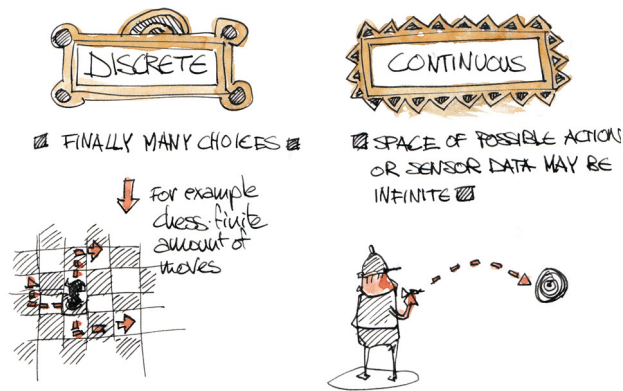 DISCRETE
FINALLY MANY CHOICES
For example
chess-finite
amount of
moves
CONTINUOUS
SPACE OF POSSIBLE ACTION
OR SENSOR DATA MAY BE
INFINITE